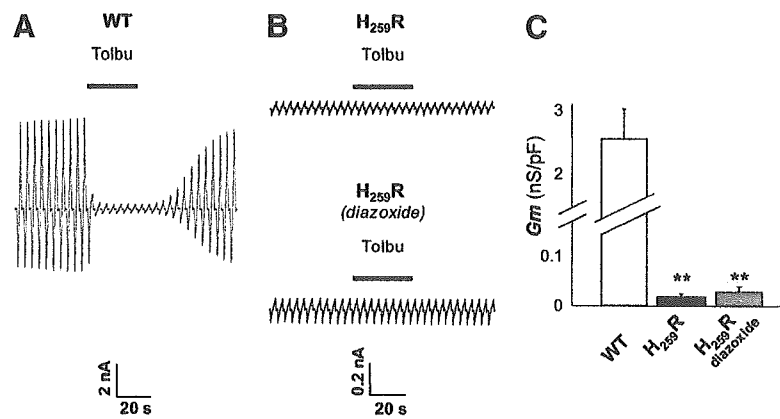 A
WT
Tolbu
2 nA
20 s
B
H259R
Tolbu
H259R
(diazoxide)
Tolbu
0.2 nA
20 s
C
Gm (nS/pF)
3
2
0.1
0
**
**
WT
H259R
H259R
diazoxide